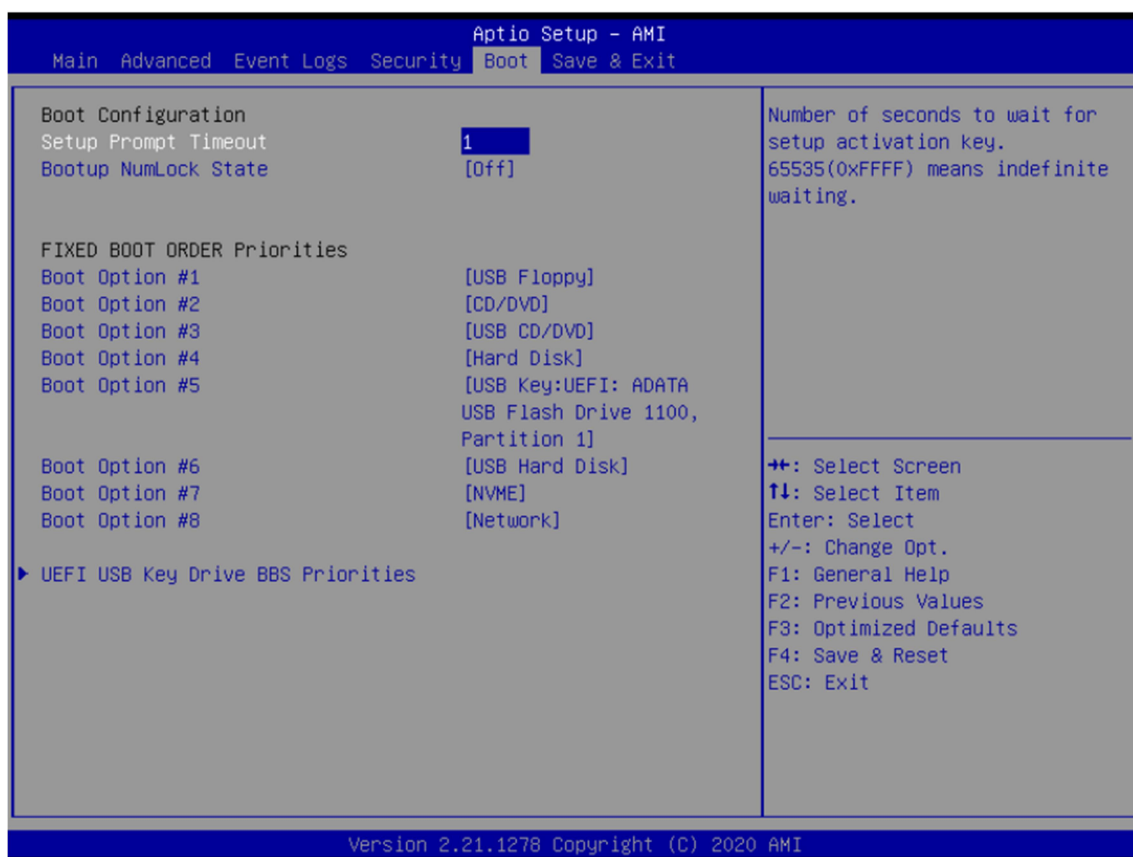 Aptio Setup – AMI
Main Advanced Event Logs Security Boot Save & Exit
Boot Configuration
Setup Prompt Timeout 1
Bootup NumLock State [Off]
FIXED BOOT ORDER Priorities
Boot Option #1 [USB Floppy]
Boot Option #2 [CD/DVD]
Boot Option #3 [USB CD/DVD]
Boot Option #4 [Hard Disk]
Boot Option #5 [USB Key:UEFI: ADATA
USB Flash Drive 1100,
Partition 1]
Boot Option #6 [USB Hard Disk]
Boot Option #7 [NVME]
Boot Option #8 [Network]
▶ UEFI USB Key Drive BBS Priorities
Number of seconds to wait for
setup activation key.
65535(0xFFFF) means indefinite
waiting.
→←: Select Screen
↑↓: Select Item
Enter: Select
+/-: Change Opt.
F1: General Help
F2: Previous Values
F3: Optimized Defaults
F4: Save & Reset
ESC: Exit
Version 2.21.1278 Copyright (C) 2020 AMI